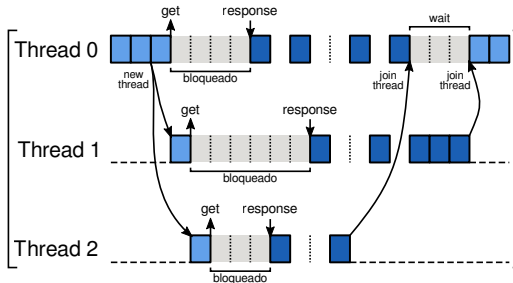 get
response
wait
Thread 0
new
thread
bloqueado
join
thread
join
thread
get
response
Thread 1
bloqueado
get
response
Thread 2
bloqueado